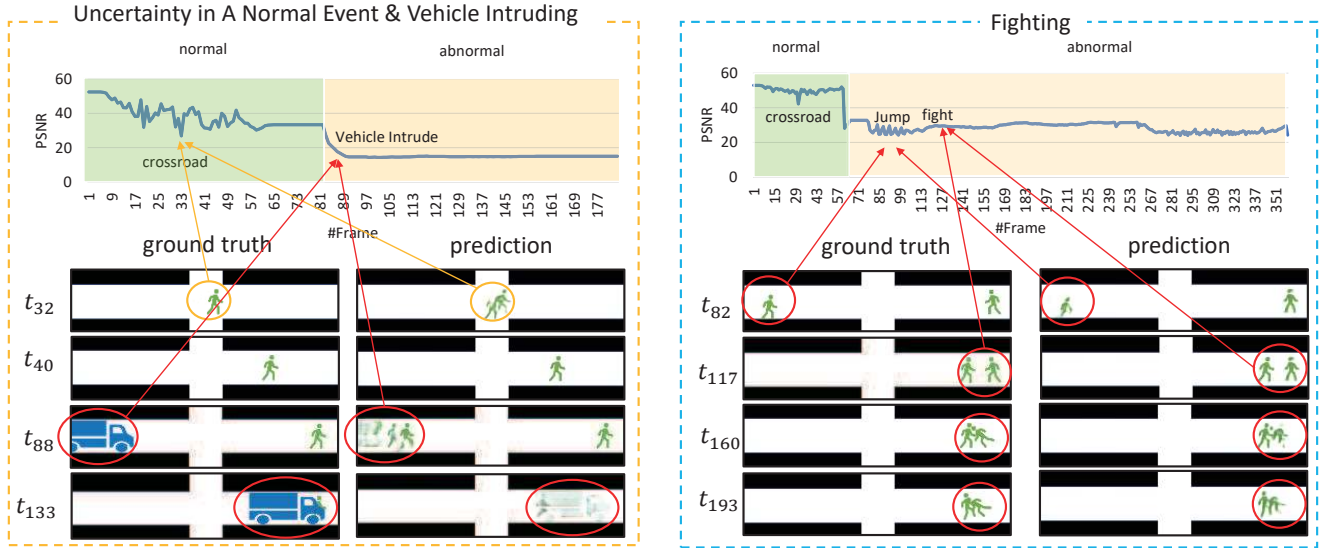 Uncertainty in A Normal Event & Vehicle Intruding
normal
abnormal
60
40
20
0
PSNR
crossroad
Vehicle Intrude
1 9 17 25 33 41 49 57 65 73 81 89 97 105 113 121 129 137 145 153 161 169 177
#Frame
ground truth
prediction
t32
t40
t88
t133
Fighting
normal
abnormal
60
40
20
0
PSNR
crossroad
Jump
fight
1 15 29 43 57 71 85 99 113 127 141 155 169 183 197 211 225 239 253 267 281 295 309 323 337 351
#Frame
ground truth
prediction
t82
t117
t160
t193